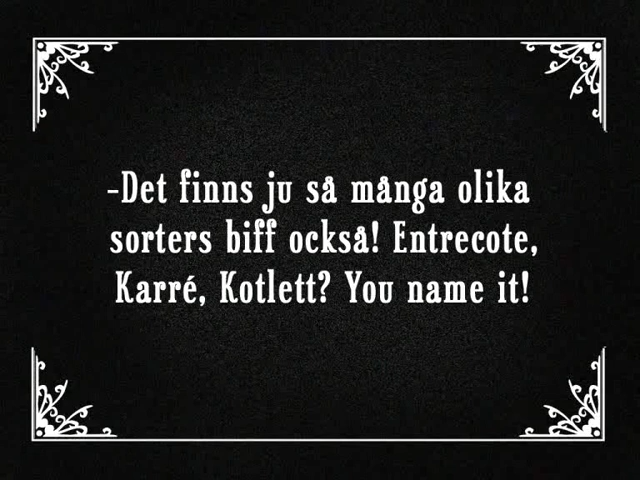 -Det finns ju så många olika
sorters biff också! Entrecote,
Karré, Kotlett? You name it!